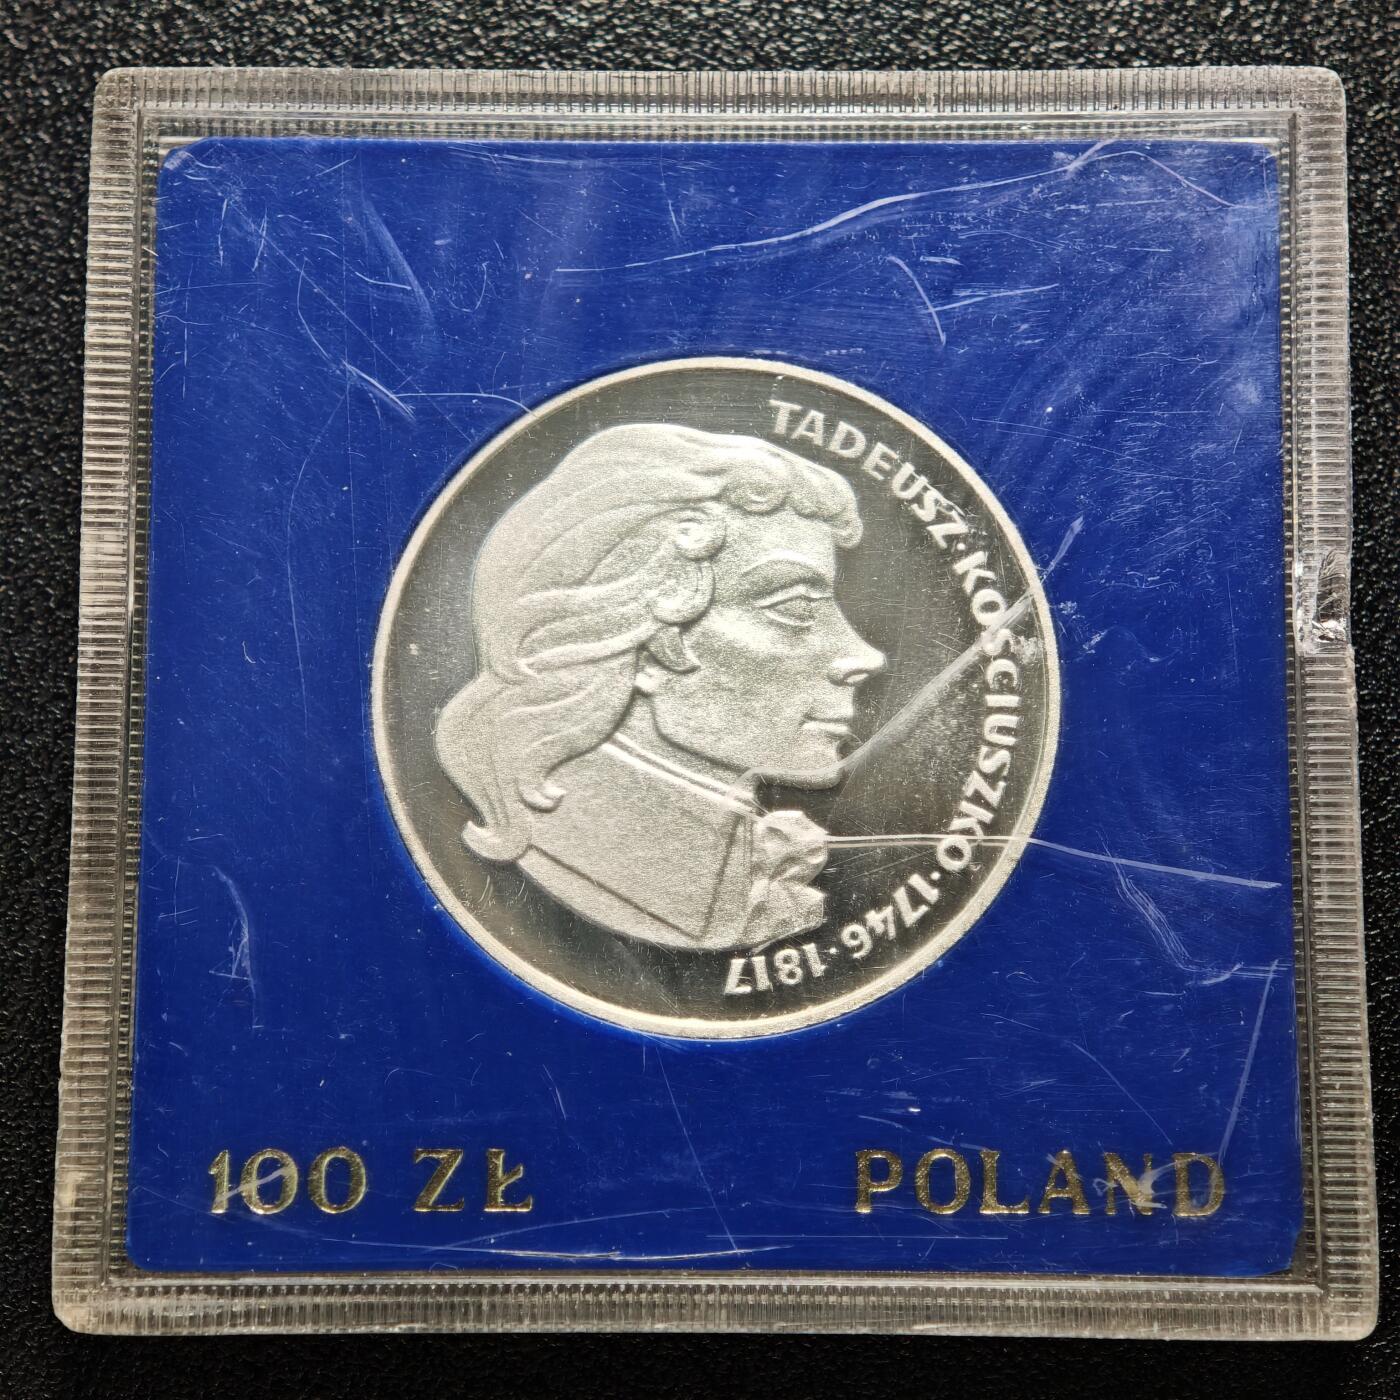 TADEUSZ·KOŚCIUSZKO·1746·1817
100 ZŁ
POLAND